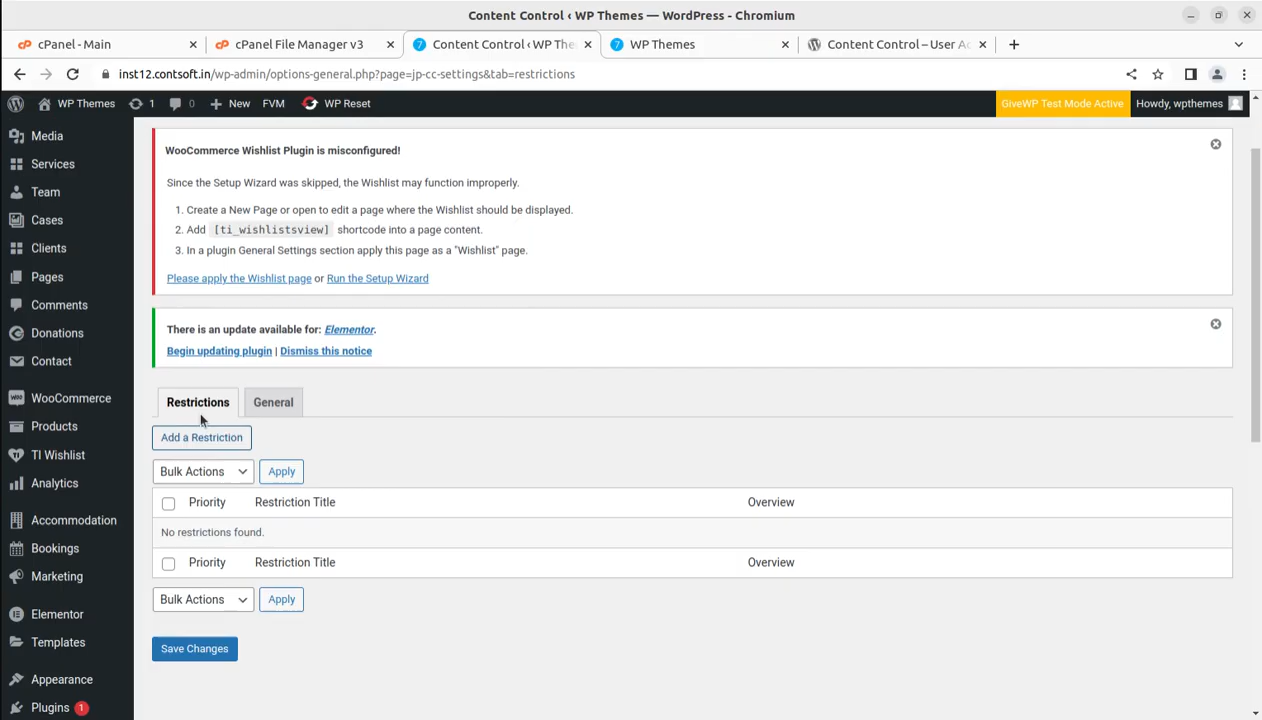 Content Control ‹ WP Themes — WordPress - Chromium
cPanel - Main
cPanel File Manager v3
Content Control ‹ WP The
WP Themes
Content Control – User Ac
inst12.contsoft.in/wp-admin/options-general.php?page=jp-cc-settings&tab=restrictions
WP Themes 1 0 New FVM WP Reset GiveWP Test Mode Active Howdy, wpthemes
Media
Services
Team
Cases
Clients
Pages
Comments
Donations
Contact
WooCommerce
Products
TI Wishlist
Analytics
Accommodation
Bookings
Marketing
Elementor
Templates
Appearance
Plugins 1
WooCommerce Wishlist Plugin is misconfigured!
Since the Setup Wizard was skipped, the Wishlist may function improperly.
1. Create a New Page or open to edit a page where the Wishlist should be displayed.
2. Add [ti_wishlistsview] shortcode into a page content.
3. In a plugin General Settings section apply this page as a "Wishlist" page.
Please apply the Wishlist page or Run the Setup Wizard
There is an update available for: Elementor.
Begin updating plugin | Dismiss this notice
Restrictions General
Add a Restriction
Bulk Actions Apply
Priority Restriction Title Overview
No restrictions found.
Priority Restriction Title Overview
Bulk Actions Apply
Save Changes